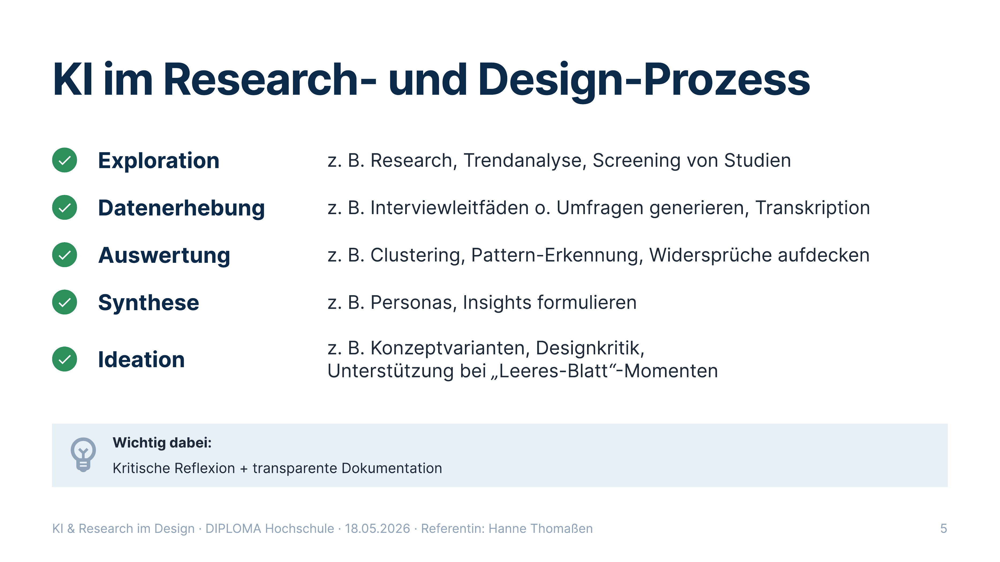 KI im Research- und Design-Prozess
Exploration
z. B. Research, Trendanalyse, Screening von Studien
Datenerhebung
z. B. Interviewleitfäden o. Umfragen generieren, Transkription
Auswertung
z. B. Clustering, Pattern-Erkennung, Widersprüche aufdecken
Synthese
z. B. Personas, Insights formulieren
Ideation
z. B. Konzeptvarianten, Designkritik,
Unterstützung bei „Leeres-Blatt“-Momenten
Wichtig dabei:
Kritische Reflexion + transparente Dokumentation
KI & Research im Design · DIPLOMA Hochschule · 18.05.2026 · Referentin: Hanne Thomaßen
5